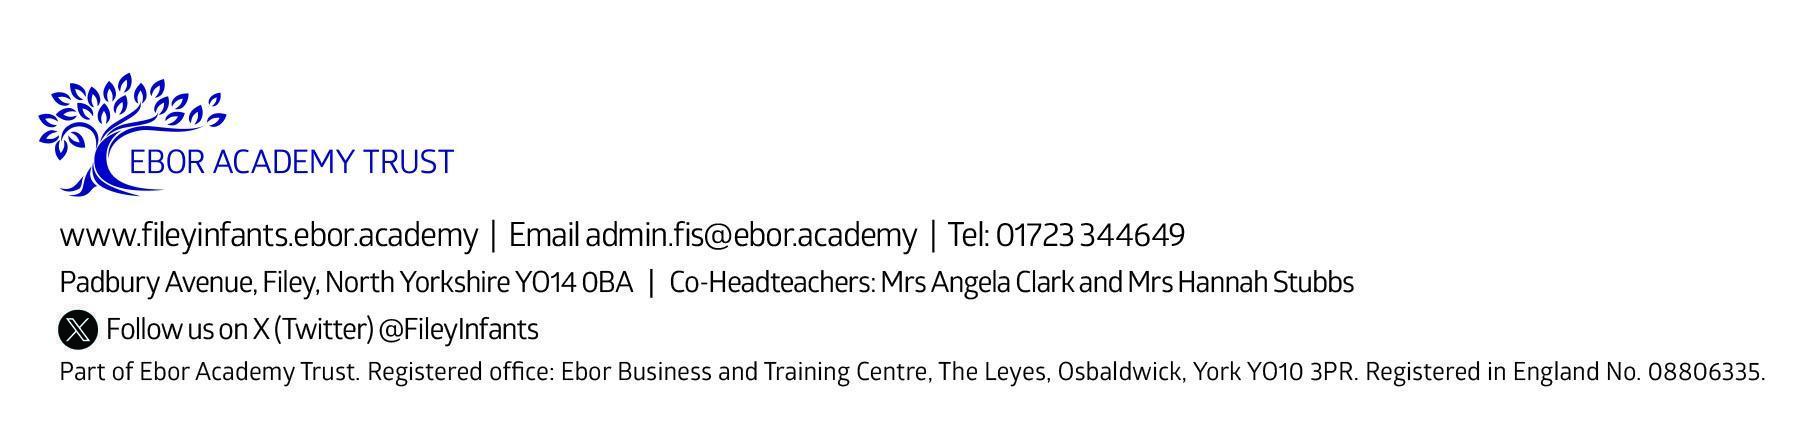 EBOR ACADEMY TRUST
www.fileyinfants.ebor.academy | Email admin.fis@ebor.academy | Tel: 01723 344649
Padbury Avenue, Filey, North Yorkshire YO14 0BA | Co-Headteachers: Mrs Angela Clark and Mrs Hannah Stubbs
X Follow us on X (Twitter) @FileyInfants
Part of Ebor Academy Trust. Registered office: Ebor Business and Training Centre, The Leyes, Osbaldwick, York YO10 3PR. Registered in England No. 08806335.